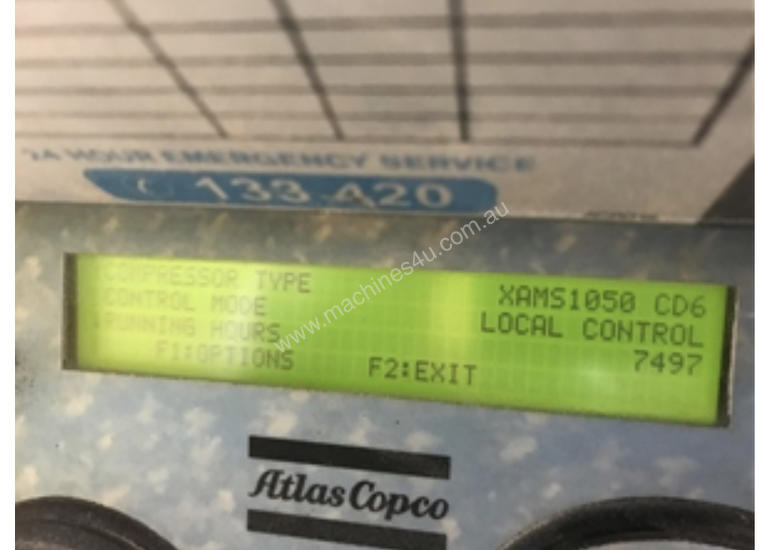 24 HOUR EMERGENCY SERVICE
133 420
www.machines4u.com.au
COMPRESSOR TYPE XAMS1050 CD6
CONTROL MODE LOCAL CONTROL
RUNNING HOURS 7497
F1:OPTIONS F2:EXIT
Atlas Copco